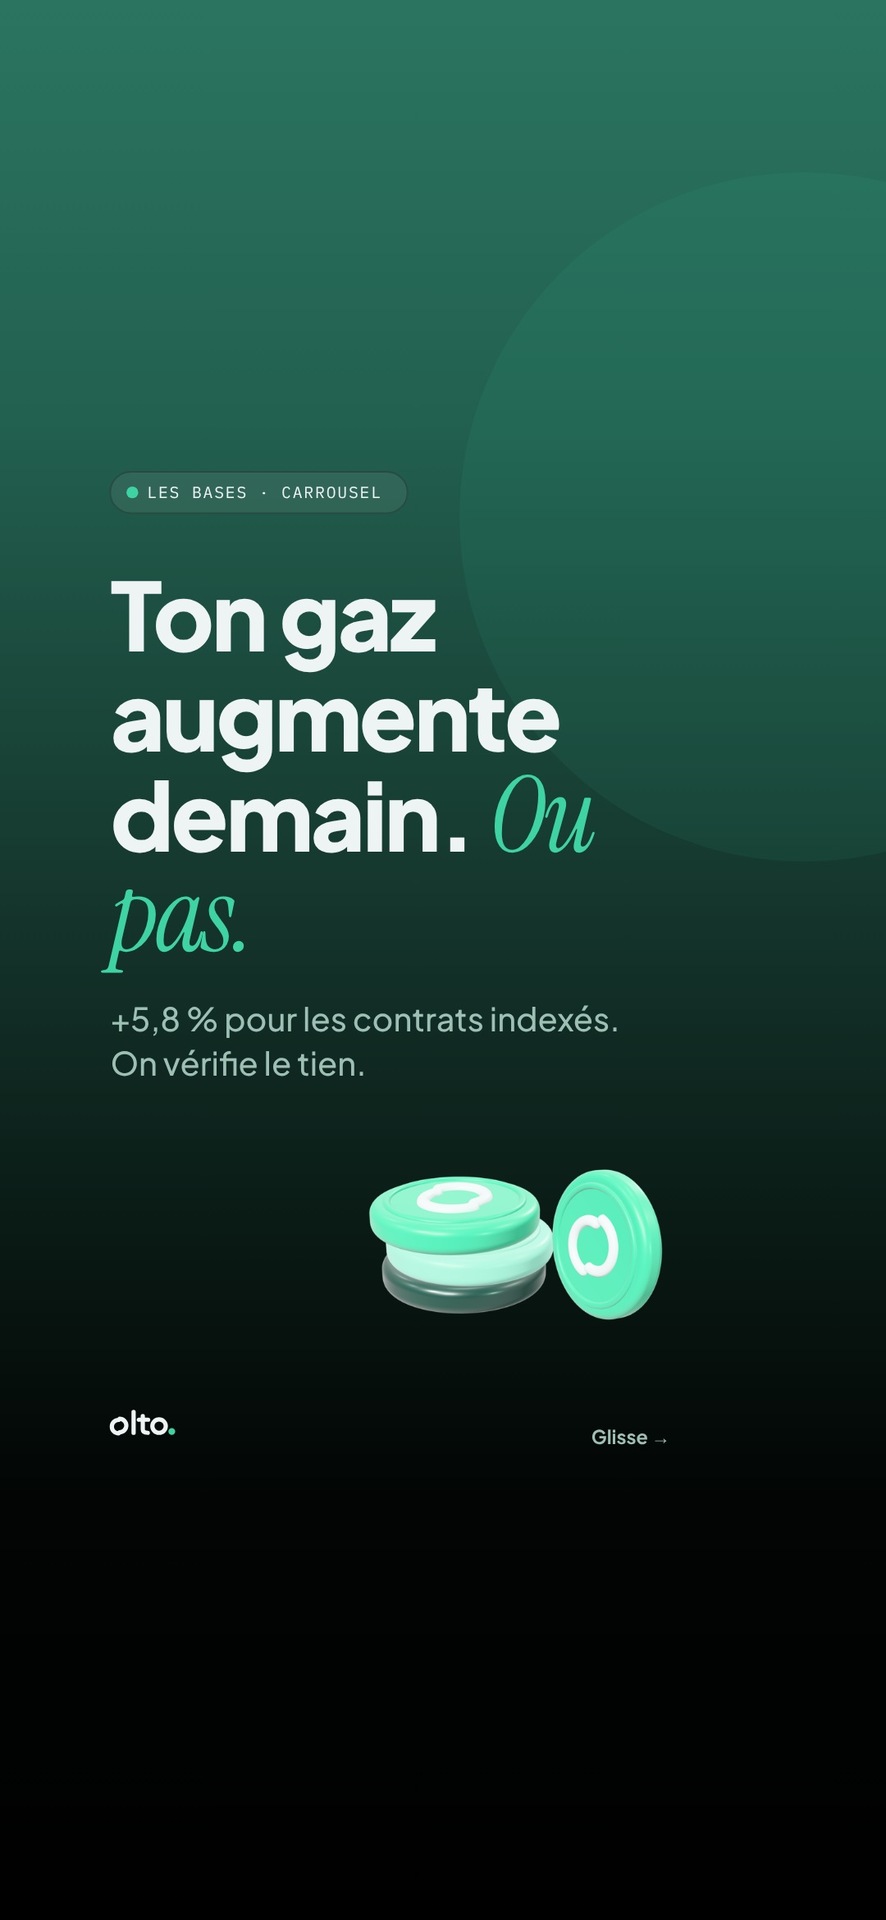 LES BASES · CARROUSEL
Ton gaz
augmente
demain. Ou
pas.
+5,8 % pour les contrats indexés.
On vérifie le tien.
olto.
Glisse →